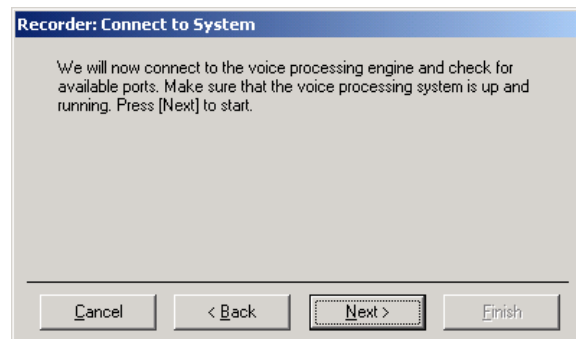 Recorder: Connect to System
We will now connect to the voice processing engine and check for
available ports. Make sure that the voice processing system is up and
running. Press [Next] to start.
Cancel
< Back
Next >
Finish